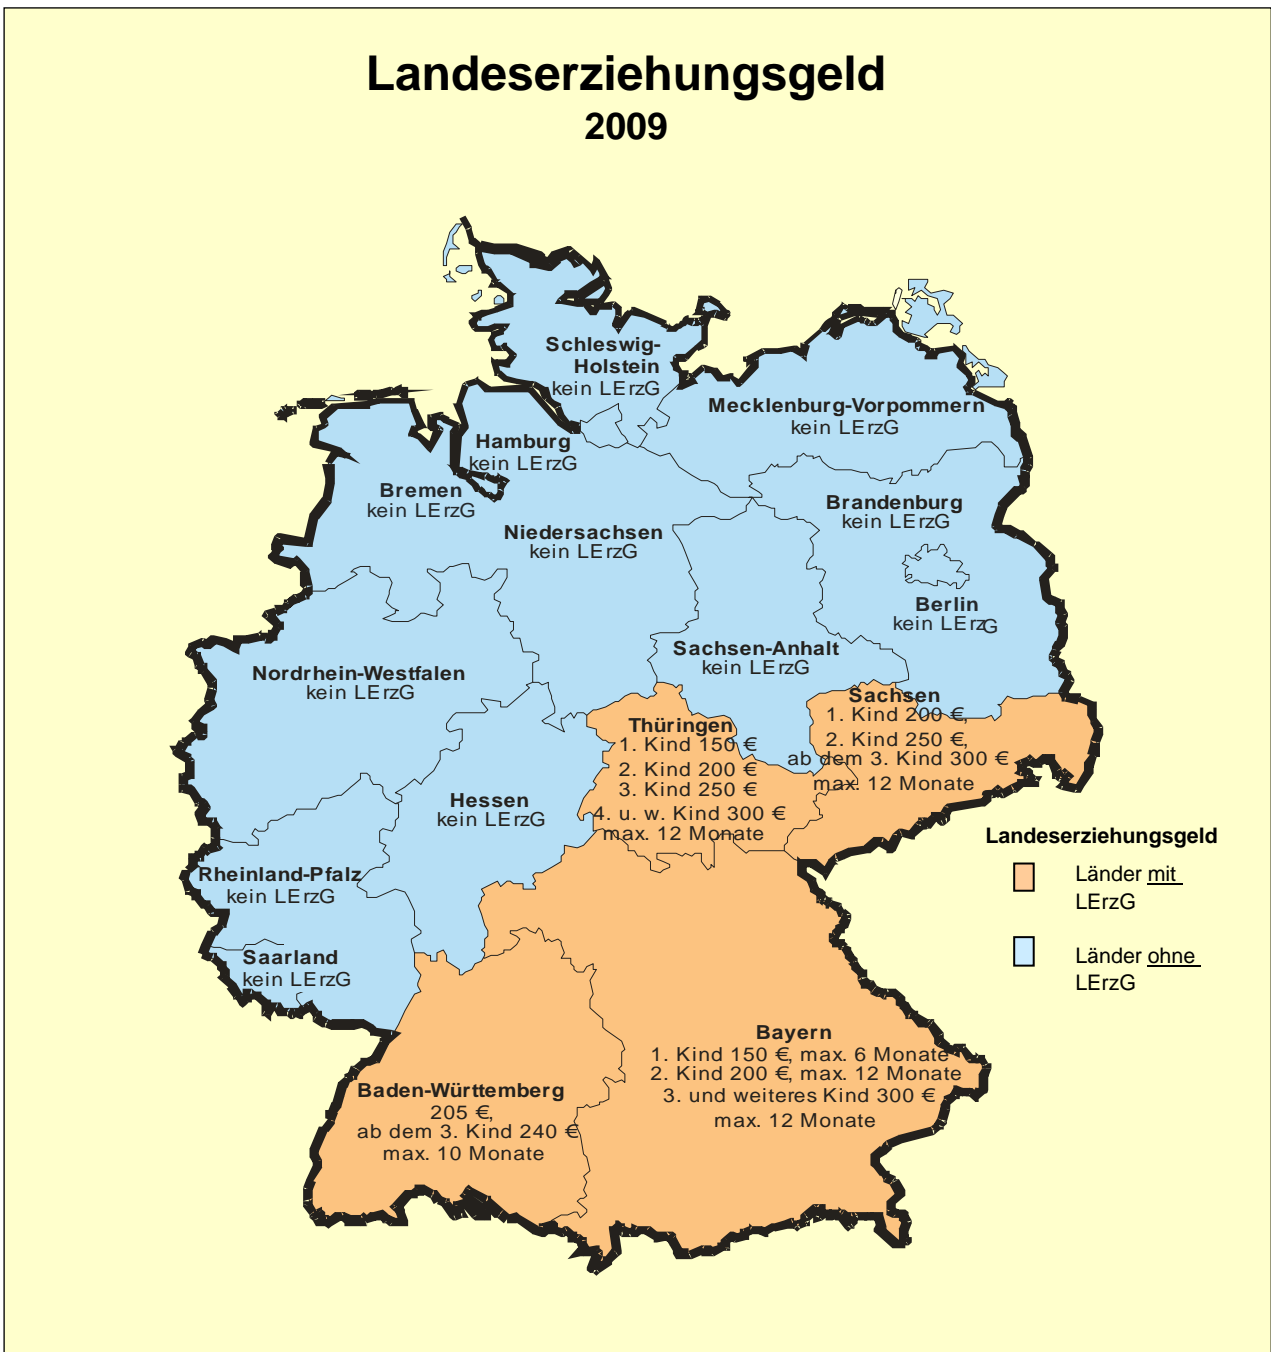 Landeserziehungsgeld
2009
Schleswig-
Holstein
kein LErzG
Mecklenburg-Vorpommern
kein LErzG
Hamburg
kein LErzG
Bremen
kein LErzG
Brandenburg
kein LErzG
Niedersachsen
kein LErzG
Berlin
kein LErzG
Sachsen-Anhalt
kein LErzG
Nordrhein-Westfalen
kein LErzG
Sachsen
1. Kind 200 €,
2. Kind 250 €,
ab dem 3. Kind 300 €
max. 12 Monate
Thüringen
1. Kind 150 €
2. Kind 200 €
3. Kind 250 €
4. u. w. Kind 300 €
max. 12 Monate
Hessen
kein LErzG
Rheinland-Pfalz
kein LErzG
Saarland
kein LErzG
Landeserziehungsgeld
Länder mit
LErzG
Länder ohne
LErzG
Bayern
1. Kind 150 €, max. 6 Monate
2. Kind 200 €, max. 12 Monate
3. und weiteres Kind 300 €
max. 12 Monate
Baden-Württemberg
205 €,
ab dem 3. Kind 240 €
max. 10 Monate